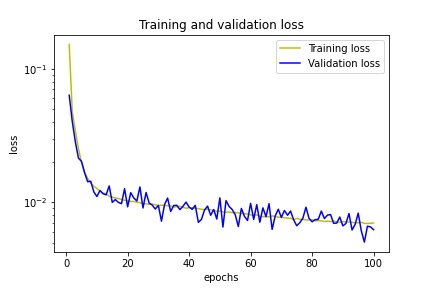 Training and validation loss
Training loss
Validation loss
10⁻¹
10⁻²
loss
0 20 40 60 80 100
epochs